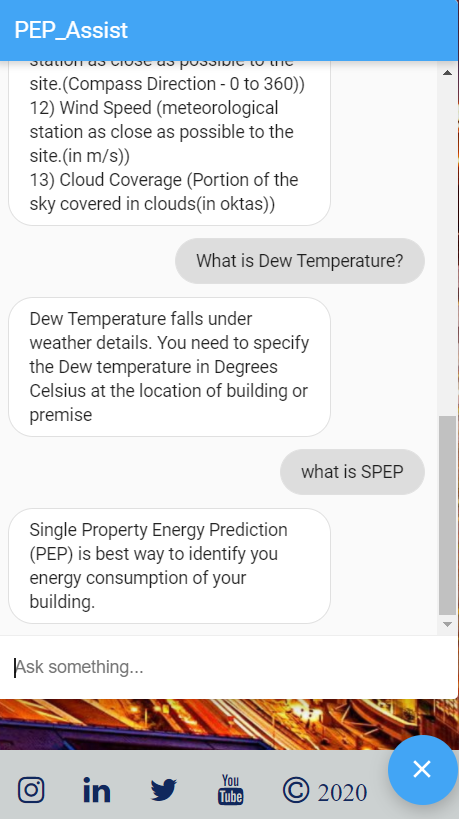 PEP_Assist
station as close as possible to the
site.(Compass Direction - 0 to 360))
12) Wind Speed (meteorological
station as close as possible to the
site.(in m/s))
13) Cloud Coverage (Portion of the
sky covered in clouds(in oktas))
What is Dew Temperature?
Dew Temperature falls under
weather details. You need to specify
the Dew temperature in Degrees
Celsius at the location of building or
premise
what is SPEP
Single Property Energy Prediction
(PEP) is best way to identify you
energy consumption of your
building.
Ask something...
in
You
Tube
© 2020